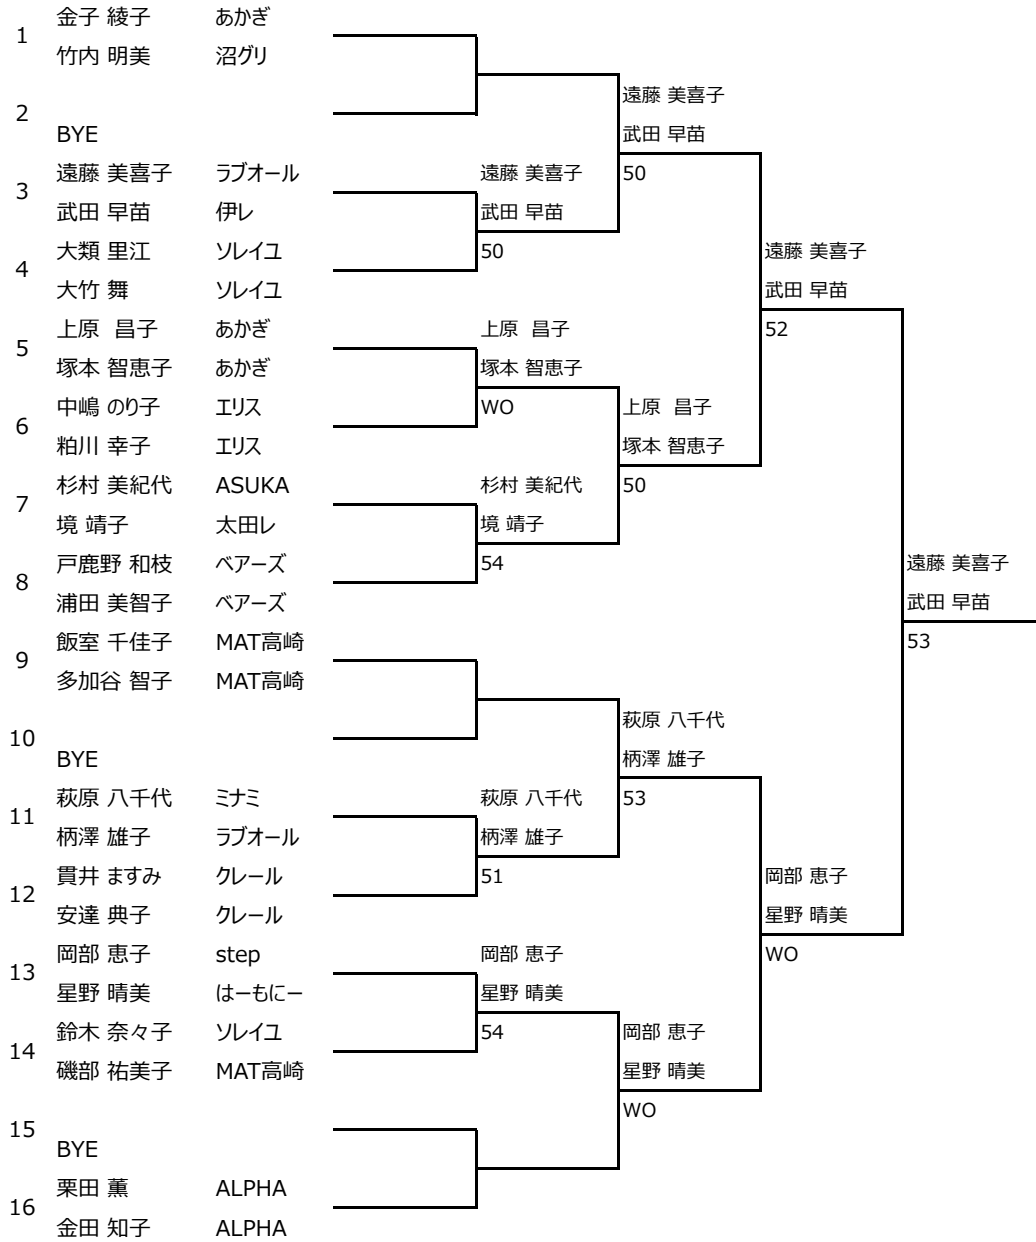 1
金子 綾子 あかぎ
竹内 明美 沼グリ
2
BYE
3
遠藤 美喜子 ラブオール
武田 早苗 伊レ
4
大類 里江 ソレイユ
大竹 舞 ソレイユ
5
上原 昌子 あかぎ
塚本 智恵子 あかぎ
6
中嶋 のり子 エリス
粕川 幸子 エリス
7
杉村 美紀代 ASUKA
境 靖子 太田レ
8
戸鹿野 和枝 ベアーズ
浦田 美智子 ベアーズ
9
飯室 千佳子 MAT高崎
多加谷 智子 MAT高崎
10
BYE
11
萩原 八千代 ミナミ
柄澤 雄子 ラブオール
12
貫井 ますみ クレール
安達 典子 クレール
13
岡部 恵子 step
星野 晴美 はーもにー
14
鈴木 奈々子 ソレイユ
磯部 祐美子 MAT高崎
15
BYE
16
栗田 薫 ALPHA
金田 知子 ALPHA
遠藤 美喜子
武田 早苗
50
上原 昌子
塚本 智恵子
WO
杉村 美紀代
境 靖子
54
萩原 八千代
柄澤 雄子
51
岡部 恵子
星野 晴美
54
遠藤 美喜子
武田 早苗
50
上原 昌子
塚本 智恵子
50
萩原 八千代
柄澤 雄子
53
岡部 恵子
星野 晴美
WO
遠藤 美喜子
武田 早苗
52
岡部 恵子
星野 晴美
WO
遠藤 美喜子
武田 早苗
53